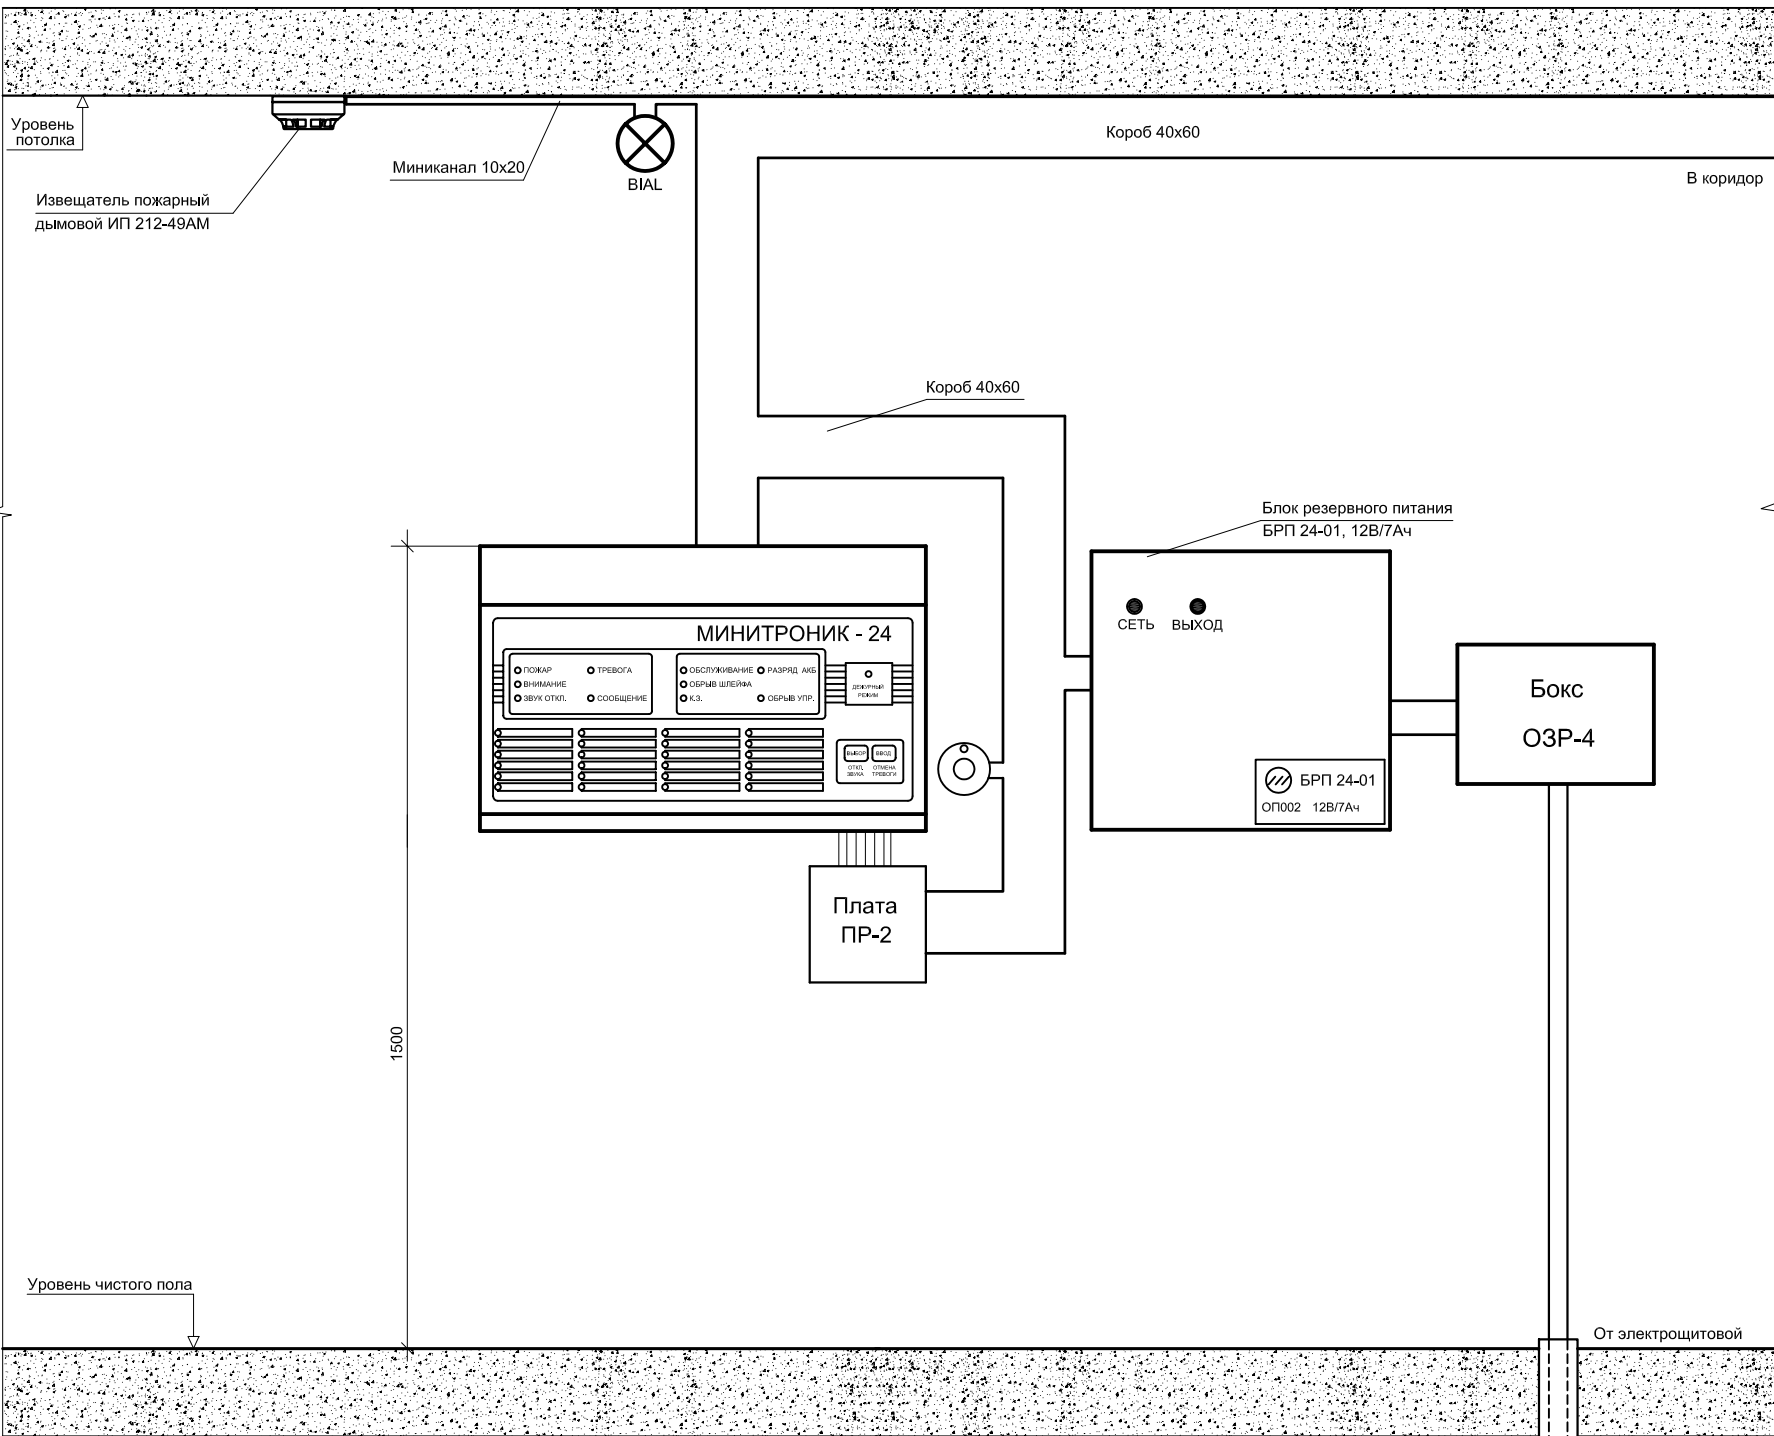 Уровень
потолка
Короб 40х60
Миниканал 10х20
BIAL
В коридор
Извещатель пожарный
дымовой ИП 212-49АМ
Короб 40х60
Блок резервного питания
БРП 24-01, 12В/7Ач
МИНИТРОНИК - 24
ПОЖАР
ТРЕВОГА
ВНИМАНИЕ
ЗВУК ОТКЛ.
СООБЩЕНИЕ
ОБСЛУЖИВАНИЕ
РАЗРЯД АКБ
ОБРЫВ ШЛЕЙФА
К.З.
ОБРЫВ УПР.
ДЕЖУРНЫЙ
РЕЖИМ
ВЫБОР
ВВОД
ОТКЛ.
ЗВУКА
ОТМЕНА
ТРЕВОГИ
СЕТЬ
ВЫХОД
БРП 24-01
ОП002 12В/7Ач
Бокс
ОЗР-4
Плата
ПР-2
1500
Уровень чистого пола
От электрощитовой